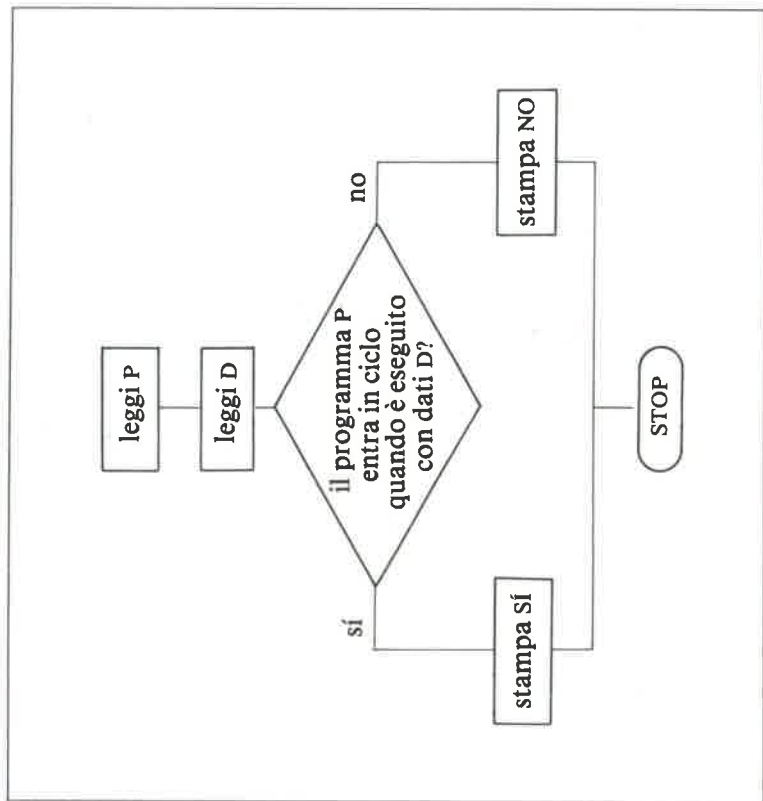 leggi P
leggi D
il programma P
entra in ciclo
quando è eseguito
con dati D?
sí
no
stampa SÍ
stampa NO
STOP